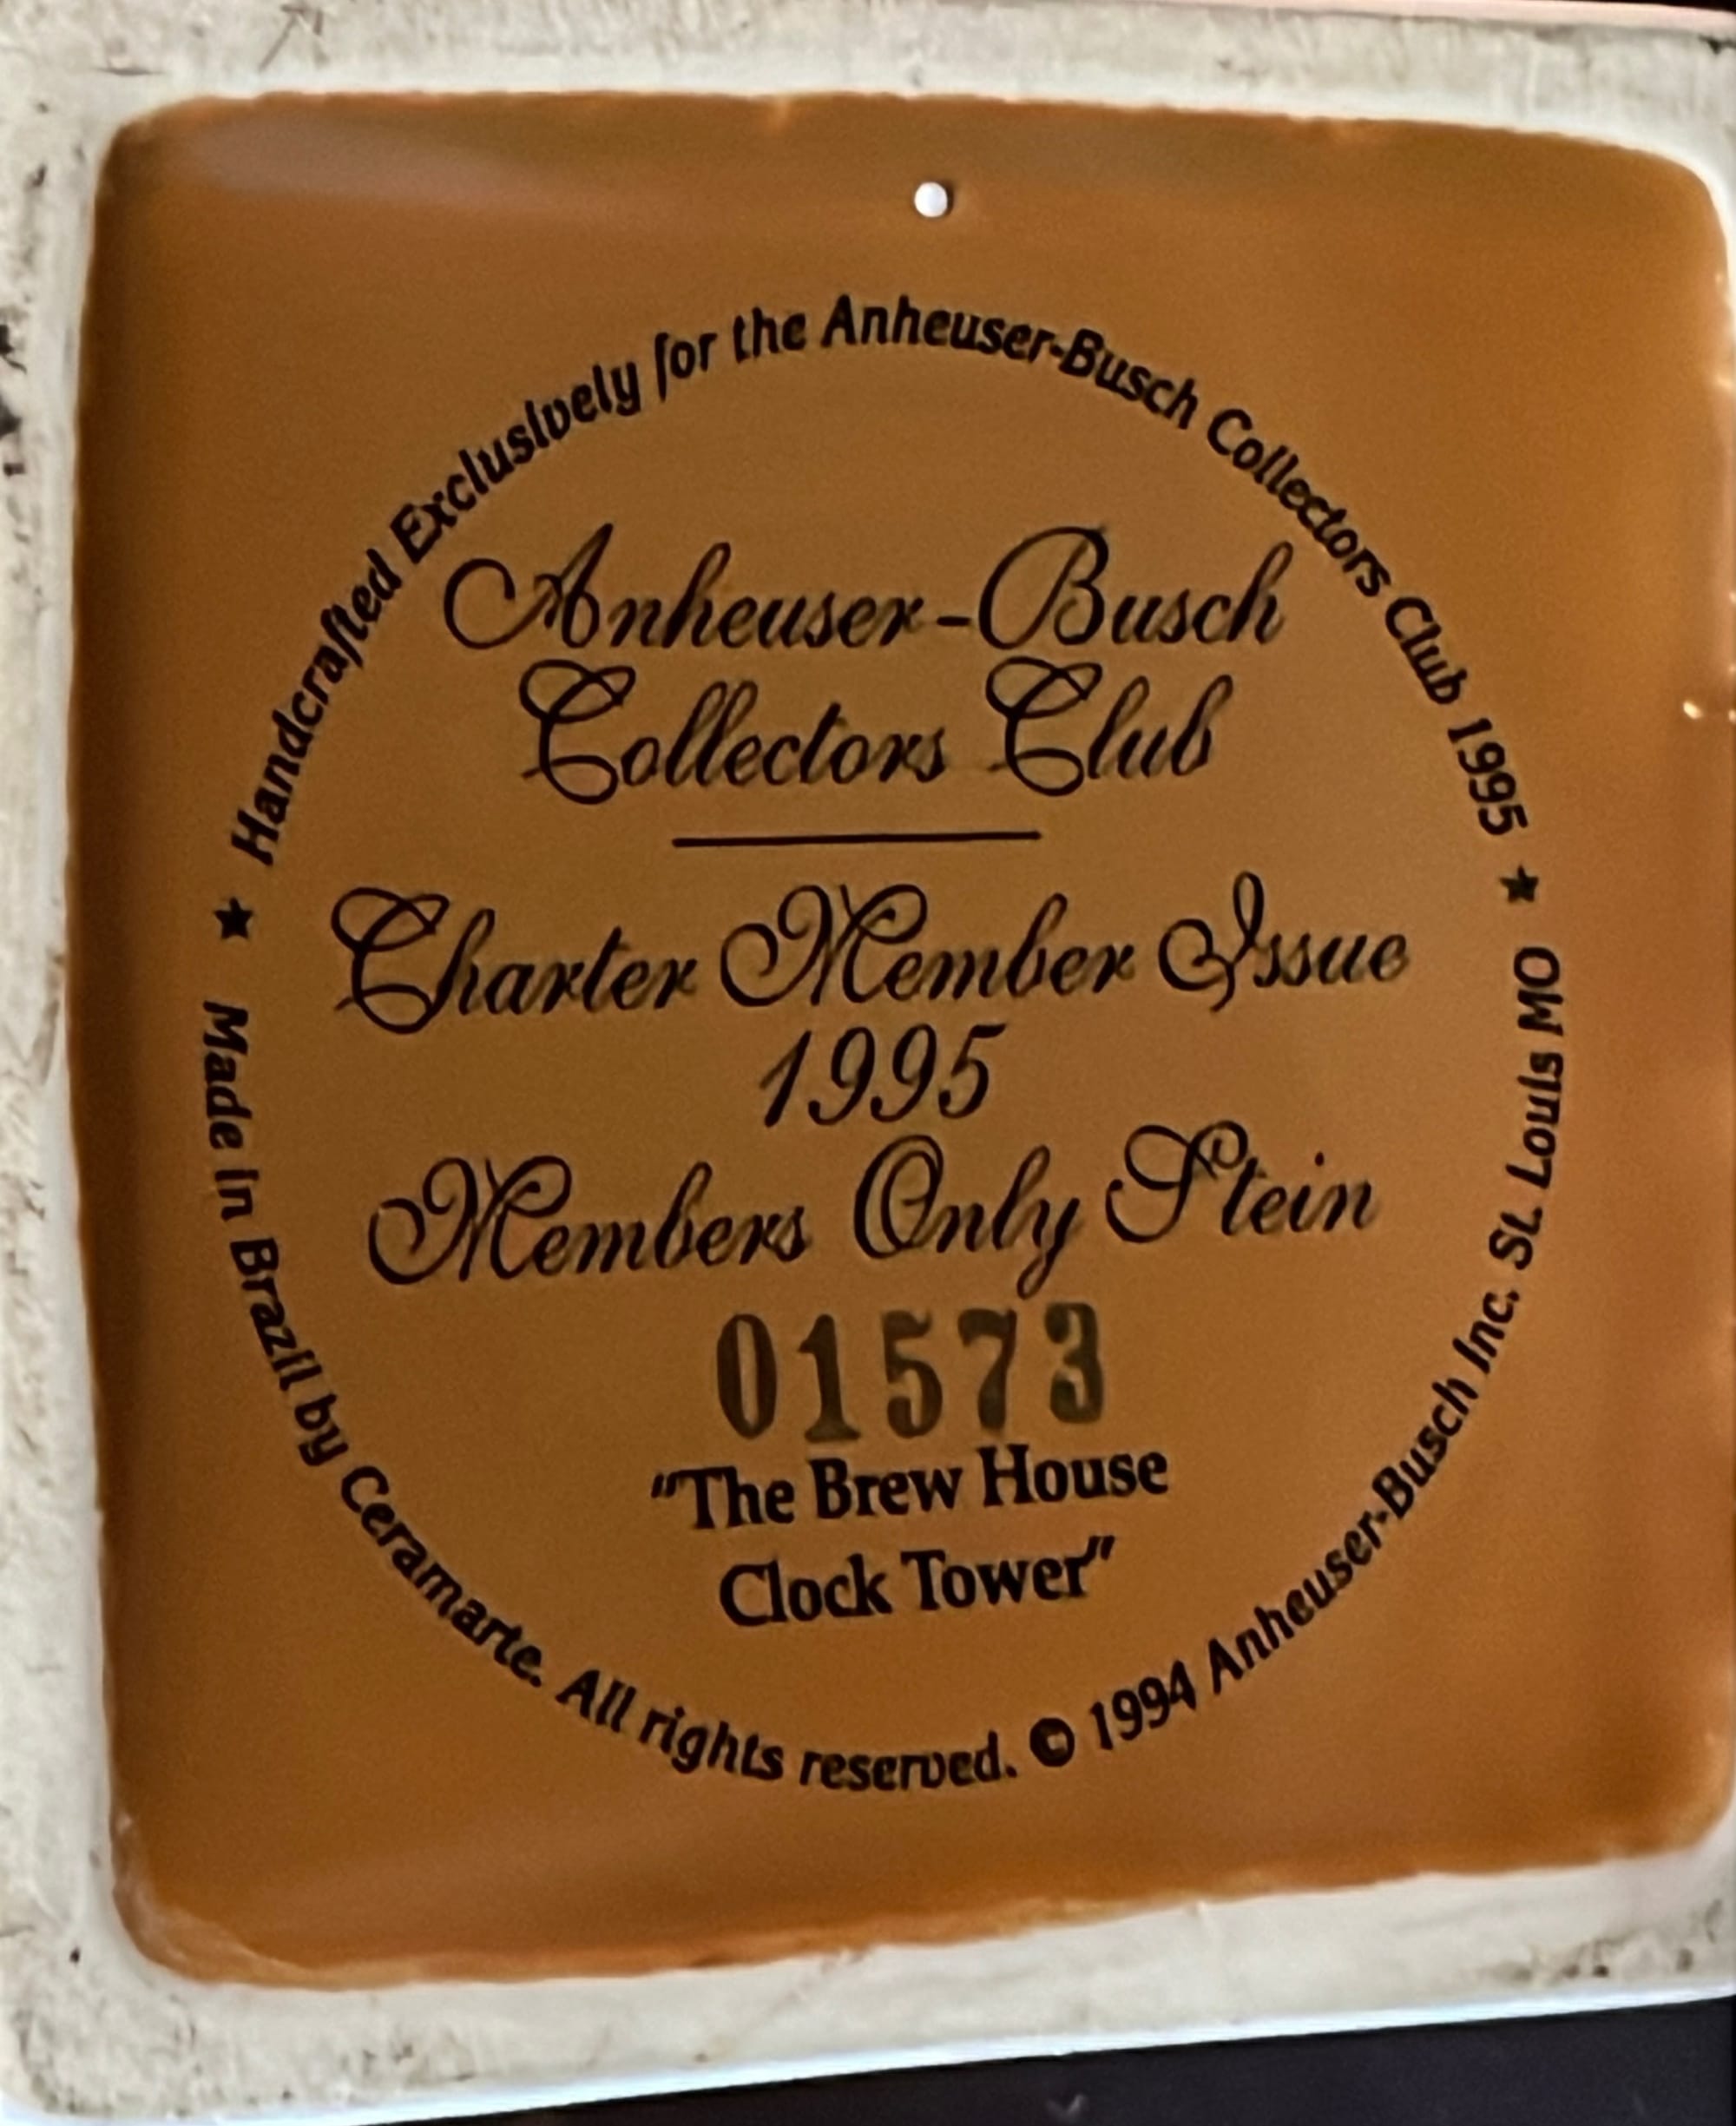 Handcrafted Exclusively for the Anheuser-Busch Collectors Club 1995 ★
Anheuser-Busch
Collectors Club
Charter Member Issue
1995
Members Only Stein
01573
"The Brew House
Clock Tower"
★ Made in Brazil by Ceramarte. All rights reserved. © 1994 Anheuser-Busch Inc. St. Louis MO